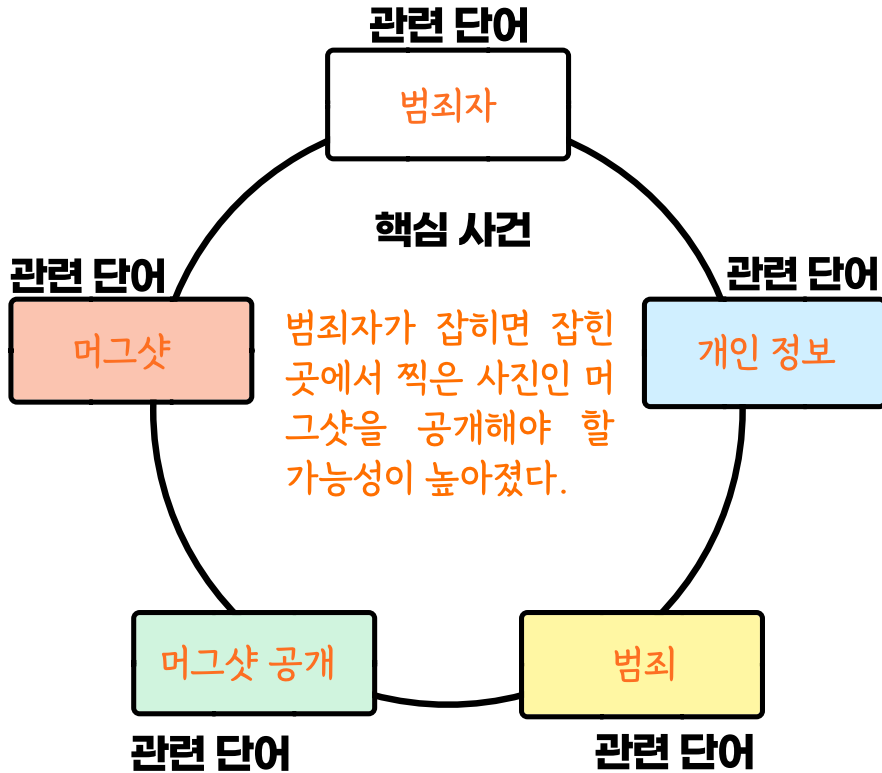 관련 단어
범죄자
핵심 사건
관련 단어
머그샷
관련 단어
개인 정보
범죄자가 잡히면 잡힌
곳에서 찍은 사진인 머
그샷을 공개해야 할
가능성이 높아졌다.
머그샷 공개
관련 단어
범죄
관련 단어